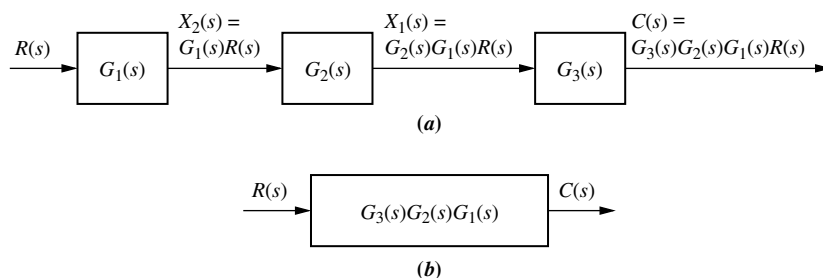 X₂(s) = X₁(s) = C(s) =
R(s) G₁(s)R(s) G₂(s)G₁(s)R(s) G₃(s)G₂(s)G₁(s)R(s)
G₁(s) G₂(s) G₃(s)
(a)
R(s) C(s)
G₃(s)G₂(s)G₁(s)
(b)